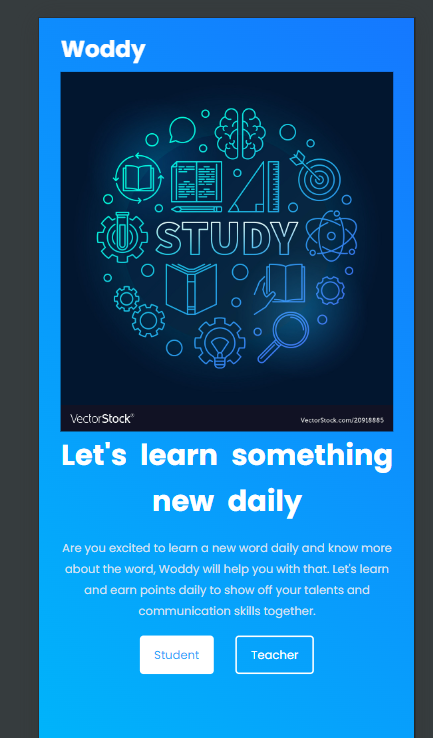 Woddy
STUDY
VectorStock®
VectorStock.com/20918885
Let's learn something
new daily
Are you excited to learn a new word daily and know more
about the word, Woddy will help you with that. Let's learn
and earn points daily to show off your talents and
communication skills together.
Student
Teacher